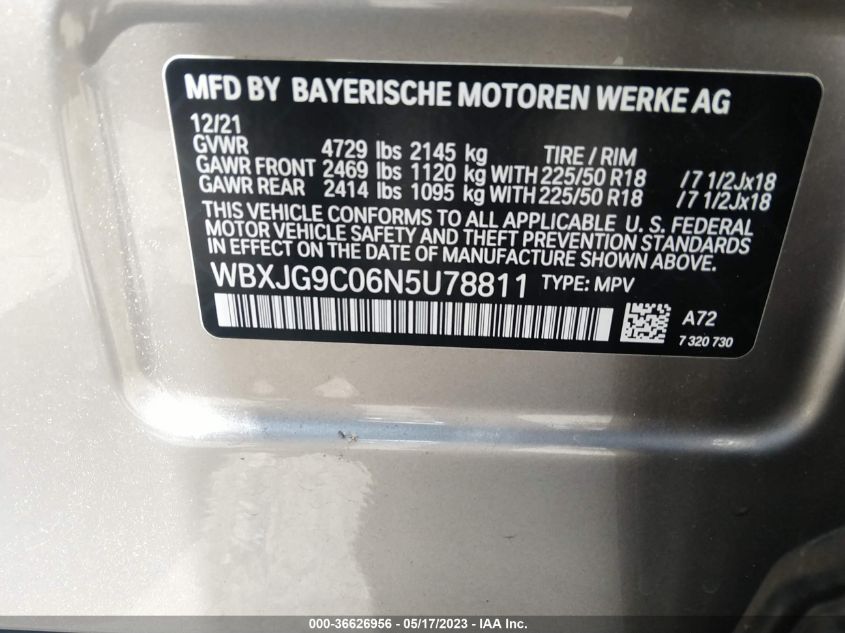 MFD BY BAYERISCHE MOTOREN WERKE AG
12/21
GVWR 4729 lbs 2145 kg TIRE / RIM
GAWR FRONT 2469 lbs 1120 kg WITH 225/50 R18 /7 1/2Jx18
GAWR REAR 2414 lbs 1095 kg WITH 225/50 R18 /7 1/2Jx18
THIS VEHICLE CONFORMS TO ALL APPLICABLE U. S. FEDERAL
MOTOR VEHICLE SAFETY AND THEFT PREVENTION STANDARDS
IN EFFECT ON THE DATE OF MANUFACTURE SHOWN ABOVE.
WBXJG9C06N5U78811 TYPE: MPV
A72
7 320 730
000-36626956 - 05/17/2023 - © IAA Inc.